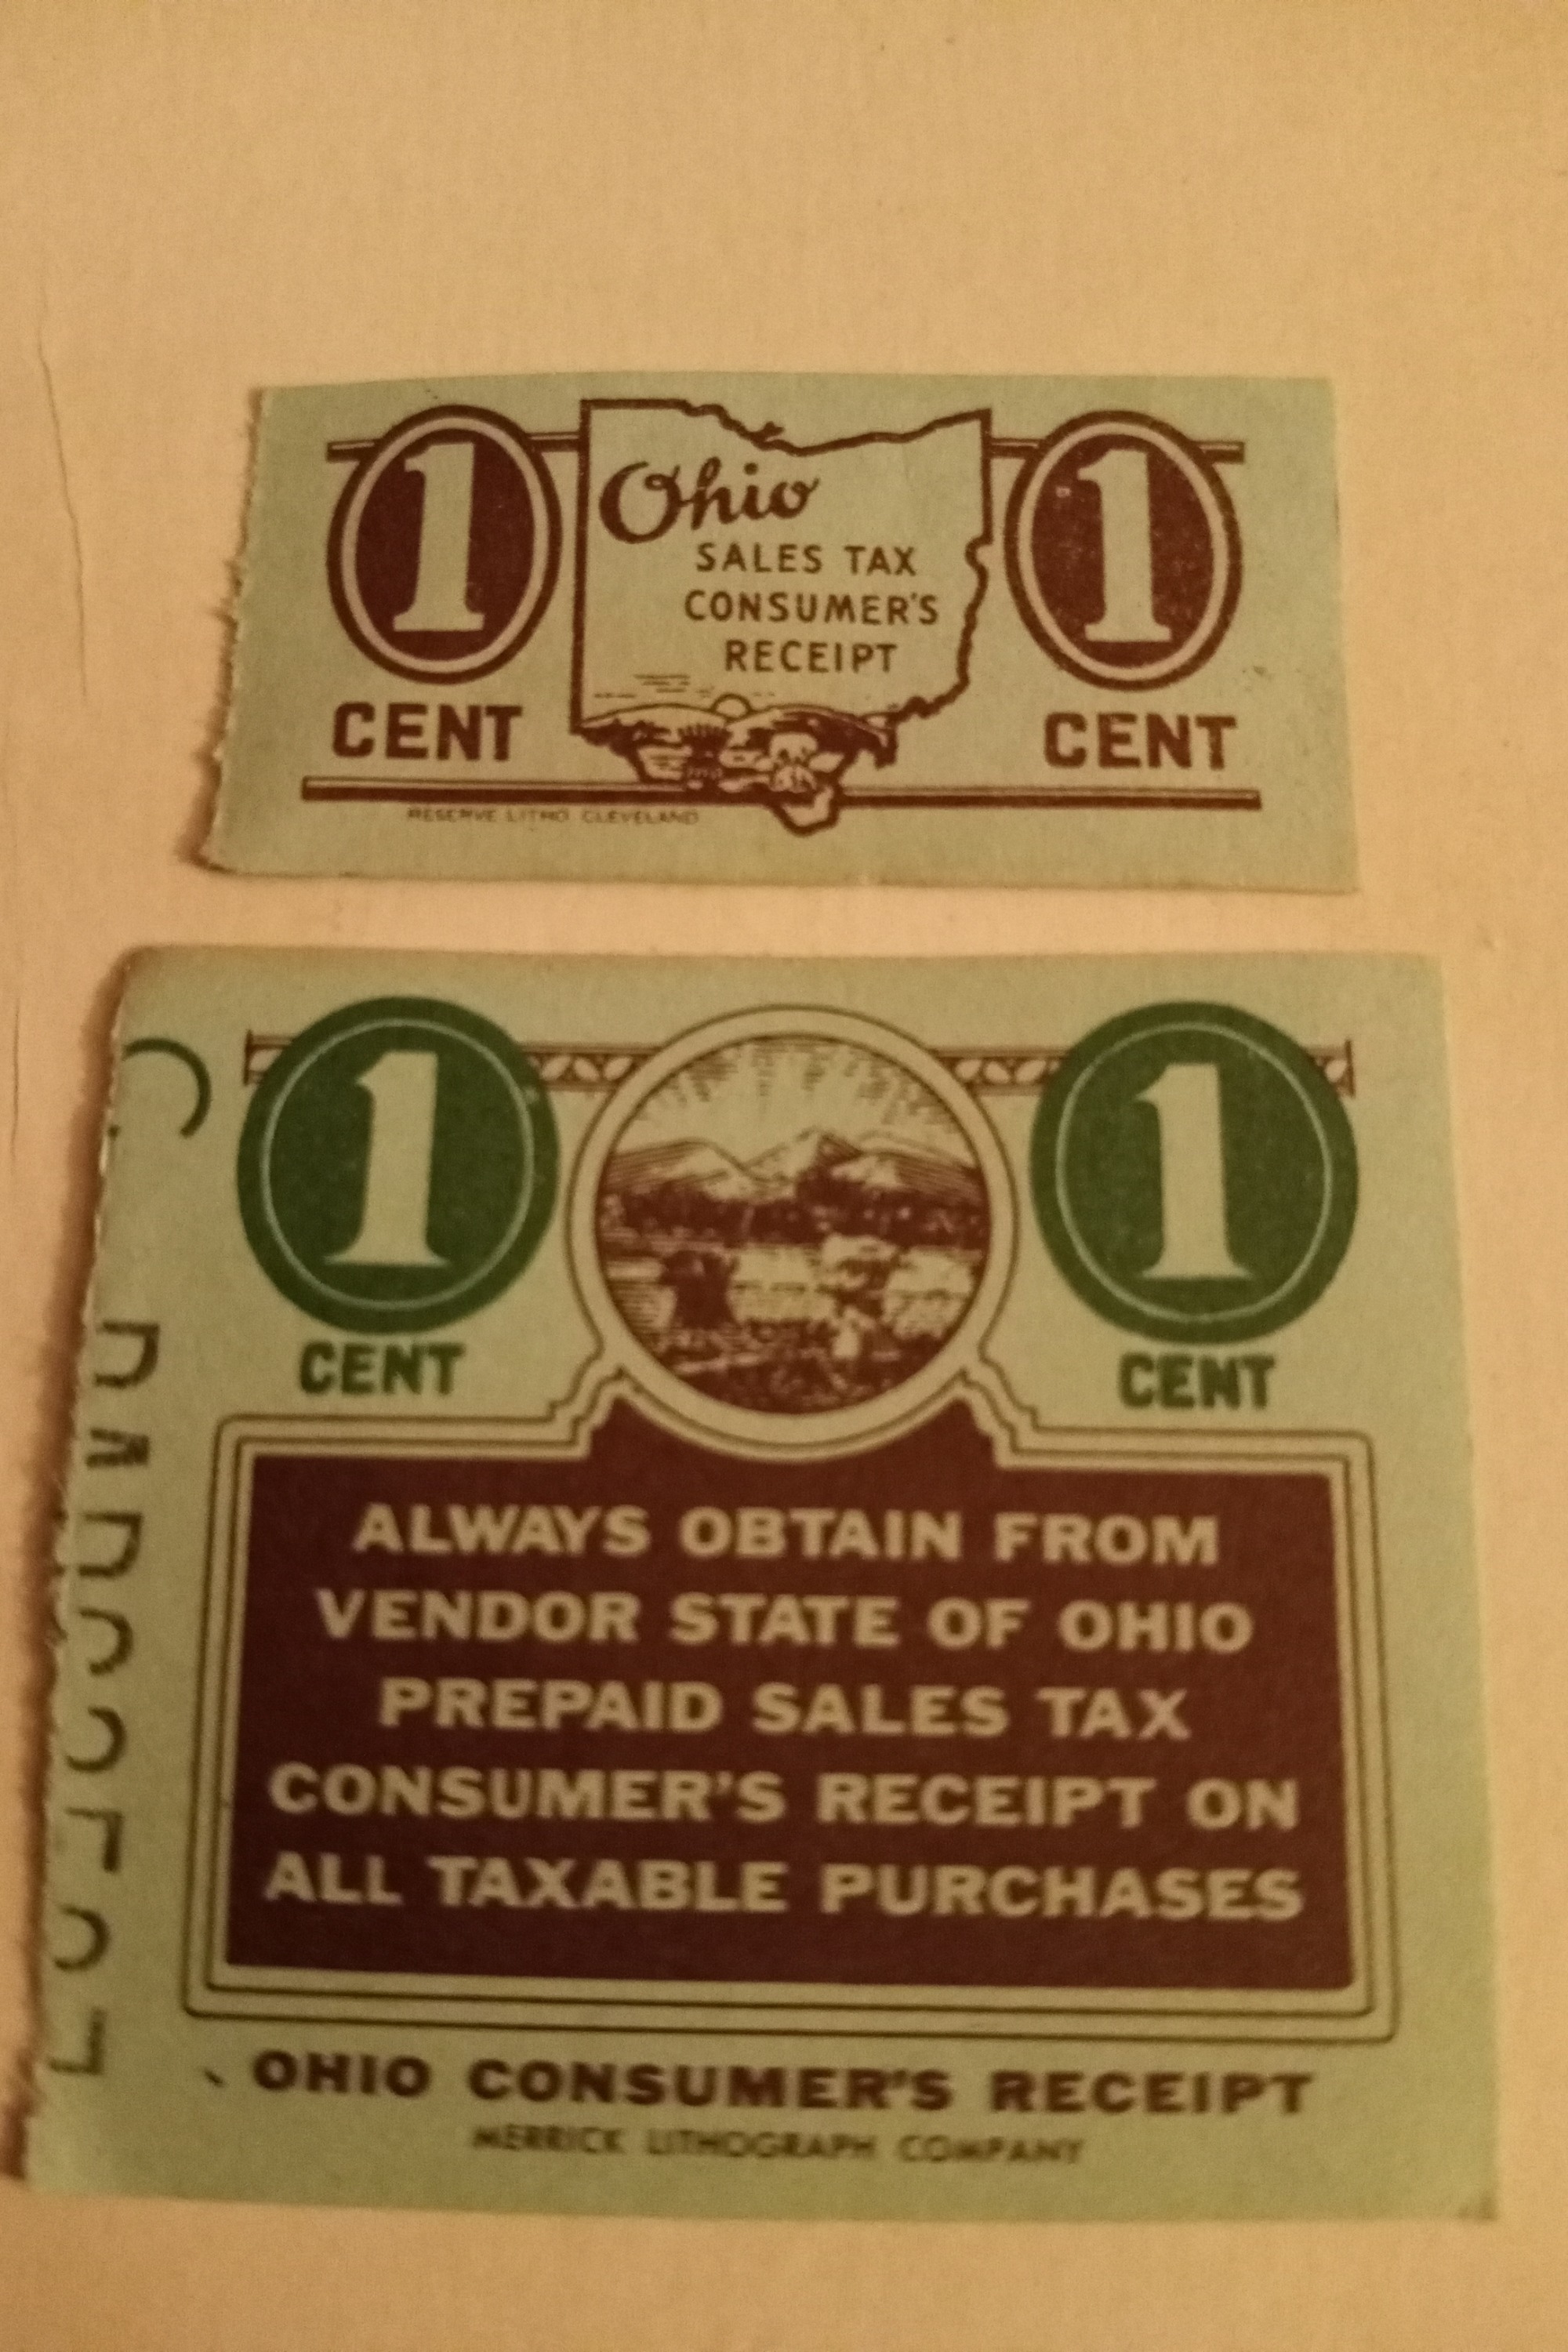 1 1
Ohio
SALES TAX
CONSUMER'S
RECEIPT
CENT CENT
RESERVE LITHO CLEVELAND
1 1
CENT CENT
ALWAYS OBTAIN FROM
VENDOR STATE OF OHIO
PREPAID SALES TAX
CONSUMER'S RECEIPT ON
ALL TAXABLE PURCHASES
OHIO CONSUMER'S RECEIPT
MERRICK LITHOGRAPH COMPANY